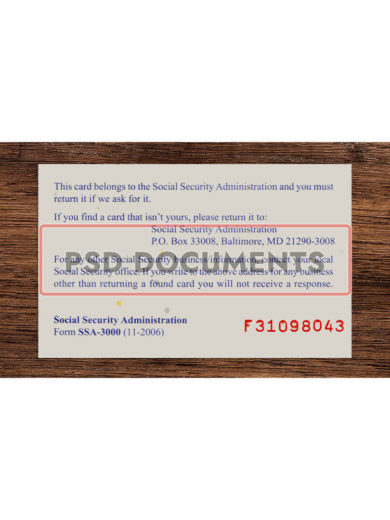 This card belongs to the Social Security Administration and you must
return it if we ask for it.
If you find a card that isn't yours, please return it to:
Social Security Administration
P.O. Box 33008, Baltimore, MD 21290-3008
For any other Social Security business/information, contact your local
FSD DOCUMENTS
Social Security office. If you write to the above address for any business
other than returning a found card you will not receive a response.
Social Security Administration
Form SSA-3000 (11-2006)
F31098043